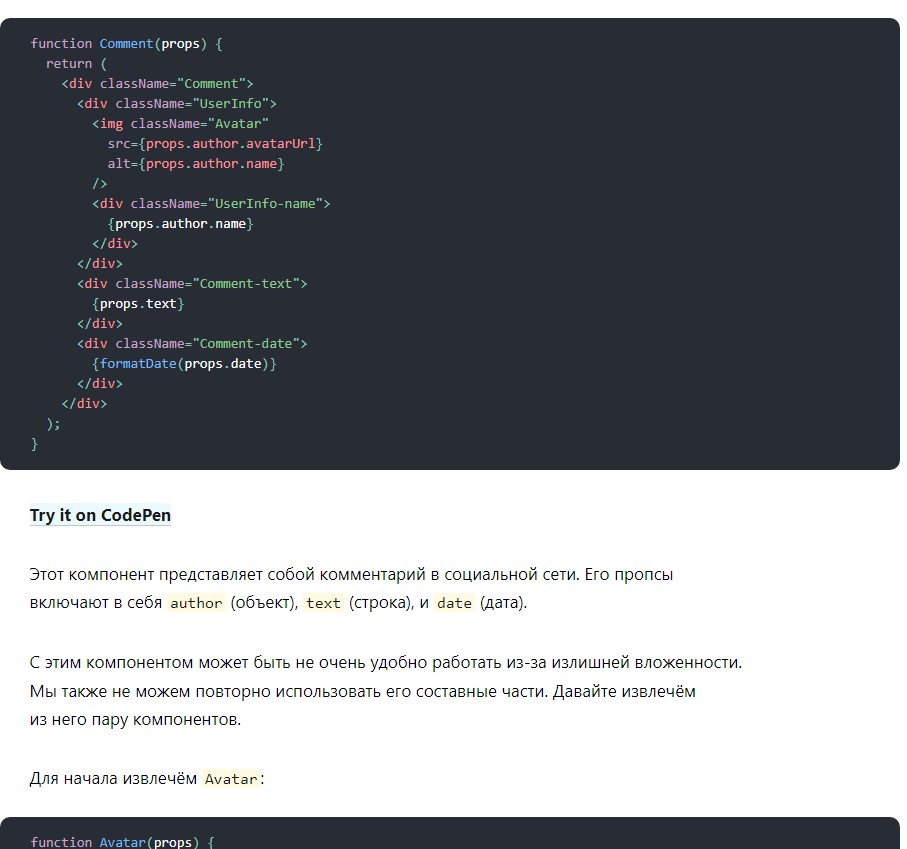 function Comment(props) {
  return (
    <div className="Comment">
      <div className="UserInfo">
        <img className="Avatar"
          src={props.author.avatarUrl}
          alt={props.author.name}
        />
        <div className="UserInfo-name">
          {props.author.name}
        </div>
      </div>
      <div className="Comment-text">
        {props.text}
      </div>
      <div className="Comment-date">
        {formatDate(props.date)}
      </div>
    </div>
  );
}
Try it on CodePen
Этот компонент представляет собой комментарий в социальной сети. Его пропсы
включают в себя author (объект), text (строка), и date (дата).
С этим компонентом может быть не очень удобно работать из-за излишней вложенности.
Мы также не можем повторно использовать его составные части. Давайте извлечём
из него пару компонентов.
Для начала извлечём Avatar:
function Avatar(props) {